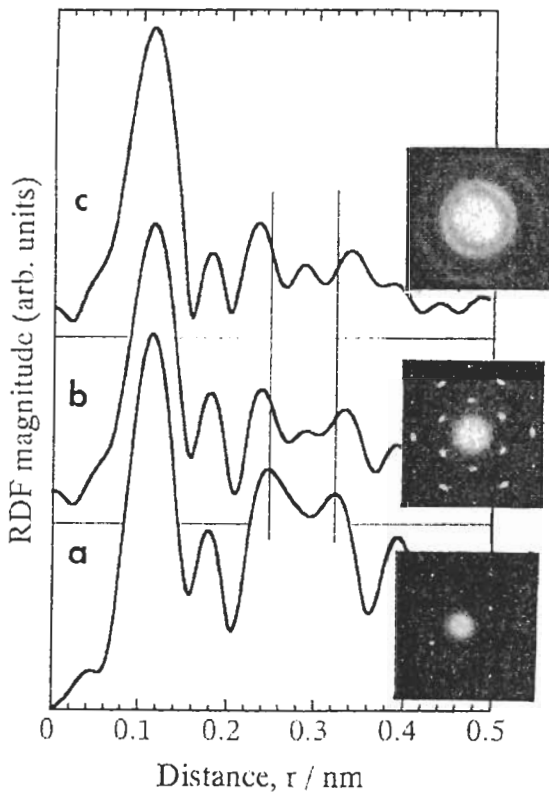 RDF magnitude (arb. units)
c
b
a
0 0.1 0.2 0.3 0.4 0.5
Distance, r / nm